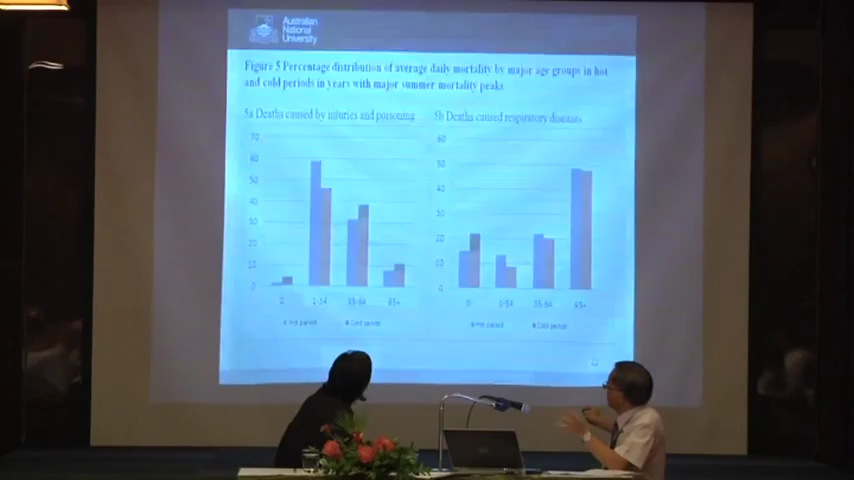 Australian
National
University
Figure 5 Percentage distribution of average daily mortality by major age groups in hot
and cold periods in years with major summer mortality peaks
5a Deaths caused by injuries and poisoning
5b Deaths caused respiratory diseases
70
60
50
40
30
20
10
0
0 1-34 35-64 65+
Hot period Cold period
60
50
40
30
20
10
0
0 1-34 35-64 65+
Hot period Cold period